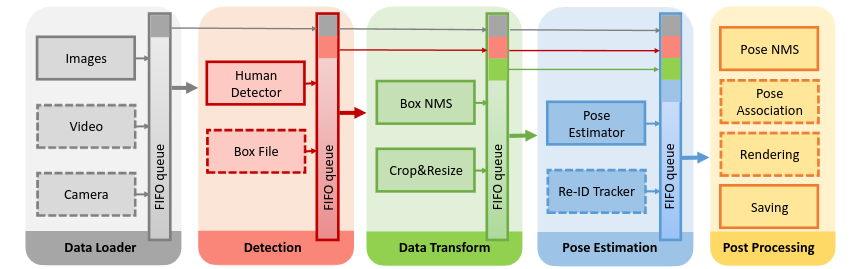 Images
Video
Camera
FIFO queue
Data Loader
Human
Detector
Box File
FIFO queue
Detection
Box NMS
Crop&Resize
FIFO queue
Data Transform
Pose
Estimator
Re-ID Tracker
FIFO queue
Pose Estimation
Pose NMS
Pose
Association
Rendering
Saving
Post Processing